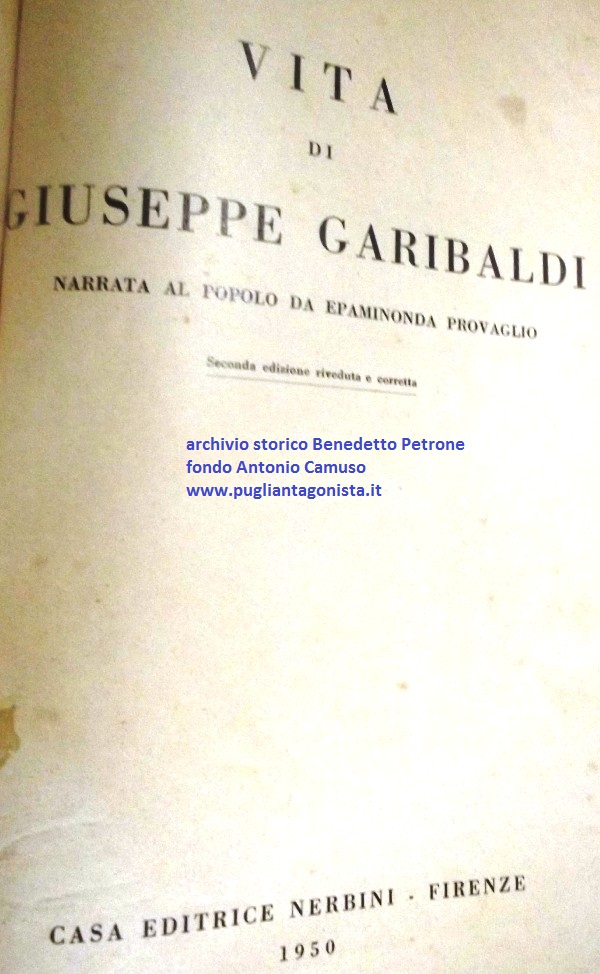 VITA
DI
GIUSEPPE GARIBALDI
NARRATA AL POPOLO DA EPAMINONDA PROVAGLIO
Seconda edizione riveduta e corretta
archivio storico Benedetto Petrone
fondo Antonio Camuso
www.pugliantagonista.it
CASA EDITRICE NERBINI · FIRENZE
1950